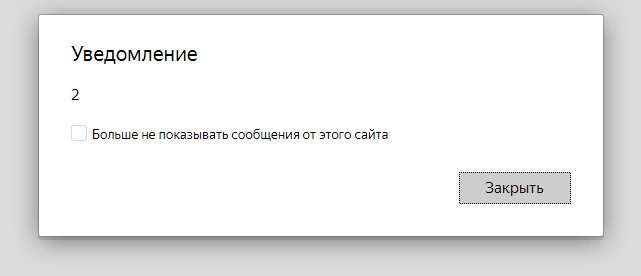 Уведомление
2
Больше не показывать сообщения от этого сайта
Закрыть